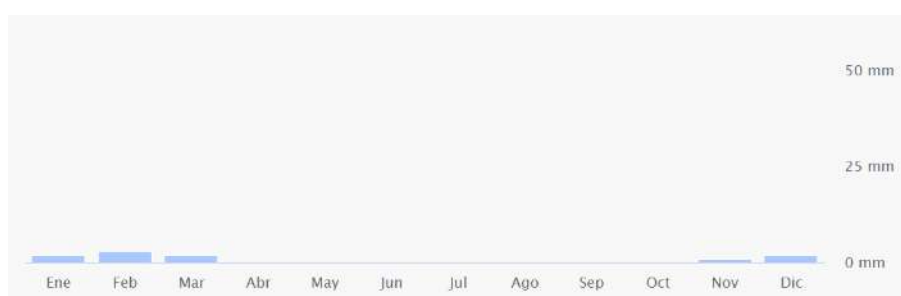 50 mm
25 mm
0 mm
Ene Feb Mar Abr May Jun Jul Ago Sep Oct Nov Dic